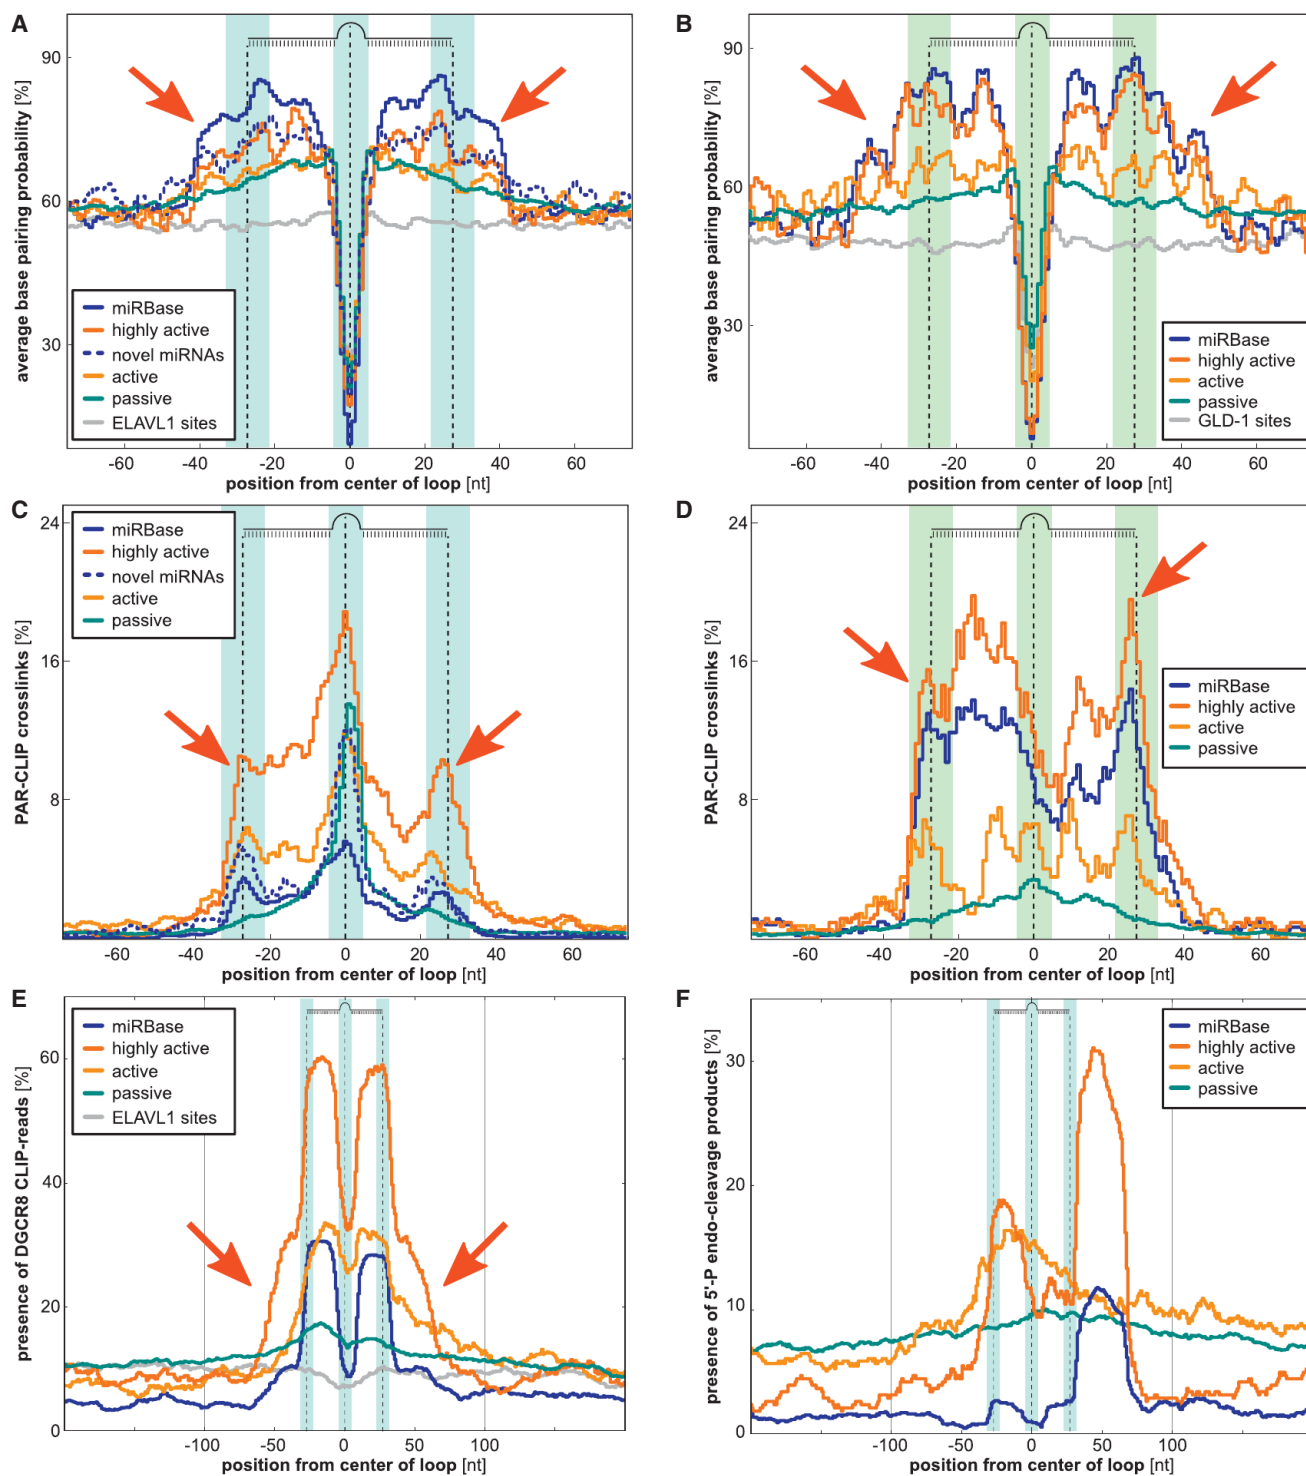 A
average base pairing probability [%]
90
60
30
miRBase
highly active
novel miRNAs
active
passive
ELAVL1 sites
-60 -40 -20 0 20 40 60
position from center of loop [nt]
B
average base pairing probability [%]
90
60
30
miRBase
highly active
active
passive
GLD-1 sites
-60 -40 -20 0 20 40 60
position from center of loop [nt]
C
PAR-CLIP crosslinks [%]
24
16
8
miRBase
highly active
novel miRNAs
active
passive
-60 -40 -20 0 20 40 60
position from center of loop [nt]
D
PAR-CLIP crosslinks [%]
24
16
8
miRBase
highly active
active
passive
-60 -40 -20 0 20 40 60
position from center of loop [nt]
E
presence of DGCR8 CLIP-reads [%]
60
40
20
0
miRBase
highly active
active
passive
ELAVL1 sites
-100 -50 0 50 100
position from center of loop [nt]
F
presence of 5'-P endo-cleavage products [%]
30
20
10
0
miRBase
highly active
active
passive
-100 -50 0 50 100
position from center of loop [nt]